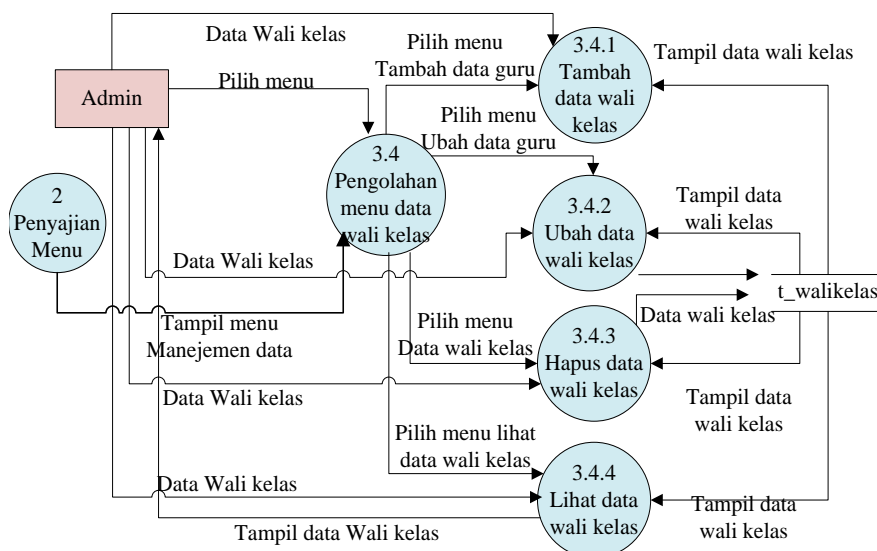 Data Wali kelas
Pilih menu
Tambah data guru
3.4.1
Tambah
data wali
kelas
Tampil data wali kelas
Admin
Pilih menu
Pilih menu
Ubah data guru
3.4
Pengolahan
menu data
wali kelas
2
Penyajian
Menu
3.4.2
Ubah data
wali kelas
Tampil data
wali kelas
Data Wali kelas
t_walikelas
Data wali kelas
Tampil menu
Manejemen data
Pilih menu
Data wali kelas
3.4.3
Hapus data
wali kelas
Data Wali kelas
Tampil data
wali kelas
Pilih menu lihat
data wali kelas
3.4.4
Lihat data
wali kelas
Data Wali kelas
Tampil data Wali kelas
Tampil data
wali kelas